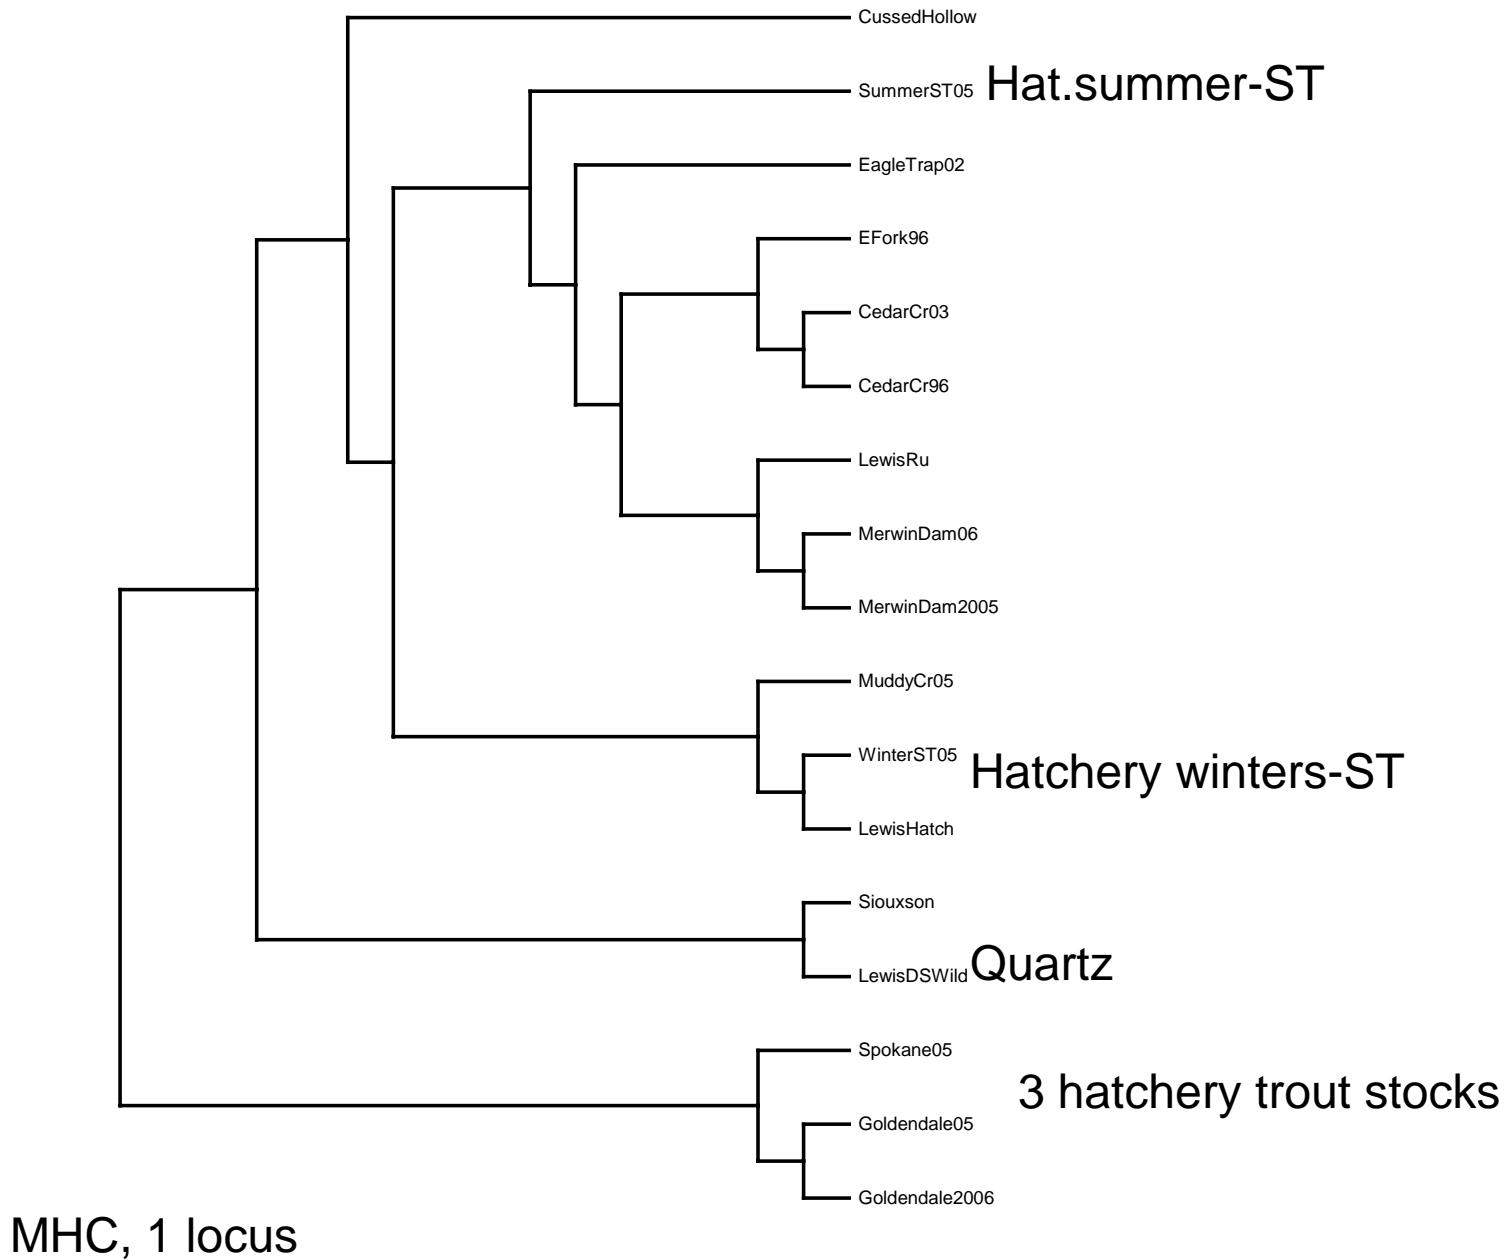 CussedHollow
SummerST05 Hat.summer-ST
EagleTrap02
EFork96
CedarCr03
CedarCr96
LewisRu
MerwinDam06
MerwinDam2005
MuddyCr05
WinterST05 Hatchery winters-ST
LewisHatch
Siouxson
LewisDSWild Quartz
Spokane05
3 hatchery trout stocks
Goldendale05
Goldendale2006
MHC, 1 locus